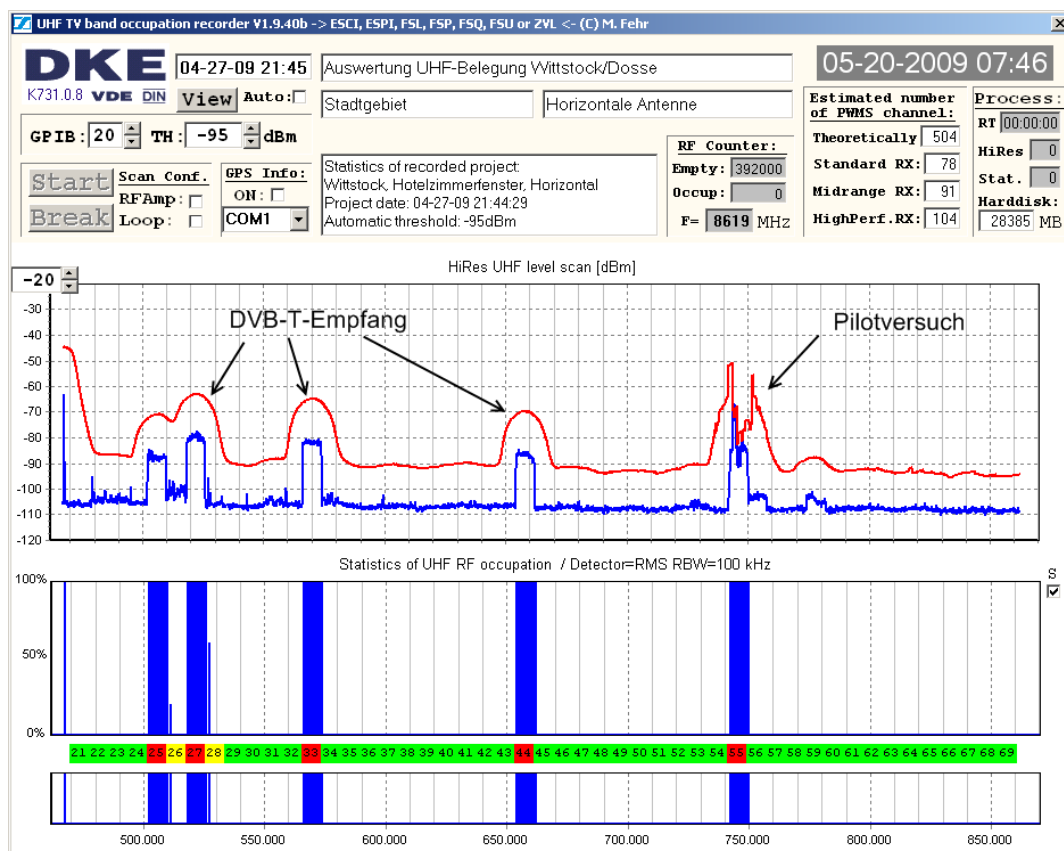 UHF TV band occupation recorder V1.9.40b -> ESCI, ESPI, FSL, FSP, FSQ, FSU or ZVL <- (C) M. Fehr
DKE
K731.0.8 VDE DIN
04-27-09 21:45
View Auto:
Auswertung UHF-Belegung Wittstock/Dosse
Stadtgebiet
Horizontale Antenne
05-20-2009 07:46
GPIB: 20 TH: -95 dBm
Start
Break
Scan Conf.
RFAmp:
Loop:
GPS Info:
ON:
COM1
Statistics of recorded project:
Wittstock, Hotelzimmerfenster, Horizontal
Project date: 04-27-09 21:44:29
Automatic threshold: -95dBm
RF Counter:
Empty: 392000
Occup: 0
F= 8619 MHz
Estimated number
of PWMS channel:
Theoretically 504
Standard RX: 78
Midrange RX: 91
HighPerf.RX: 104
Process:
RT 00:00:00
HiRes 0
Stat. 0
Harddisk:
28385 MB
HiRes UHF level scan [dBm]
-20
-30
-40
-50
-60
-70
-80
-90
-100
-110
-120
DVB-T-Empfang
Pilotversuch
Statistics of UHF RF occupation / Detector=RMS RBW=100 kHz
S
100%
50%
0%
21 22 23 24 25 26 27 28 29 30 31 32 33 34 35 36 37 38 39 40 41 42 43 44 45 46 47 48 49 50 51 52 53 54 55 56 57 58 59 60 61 62 63 64 65 66 67 68 69
500.000 550.000 600.000 650.000 700.000 750.000 800.000 850.000